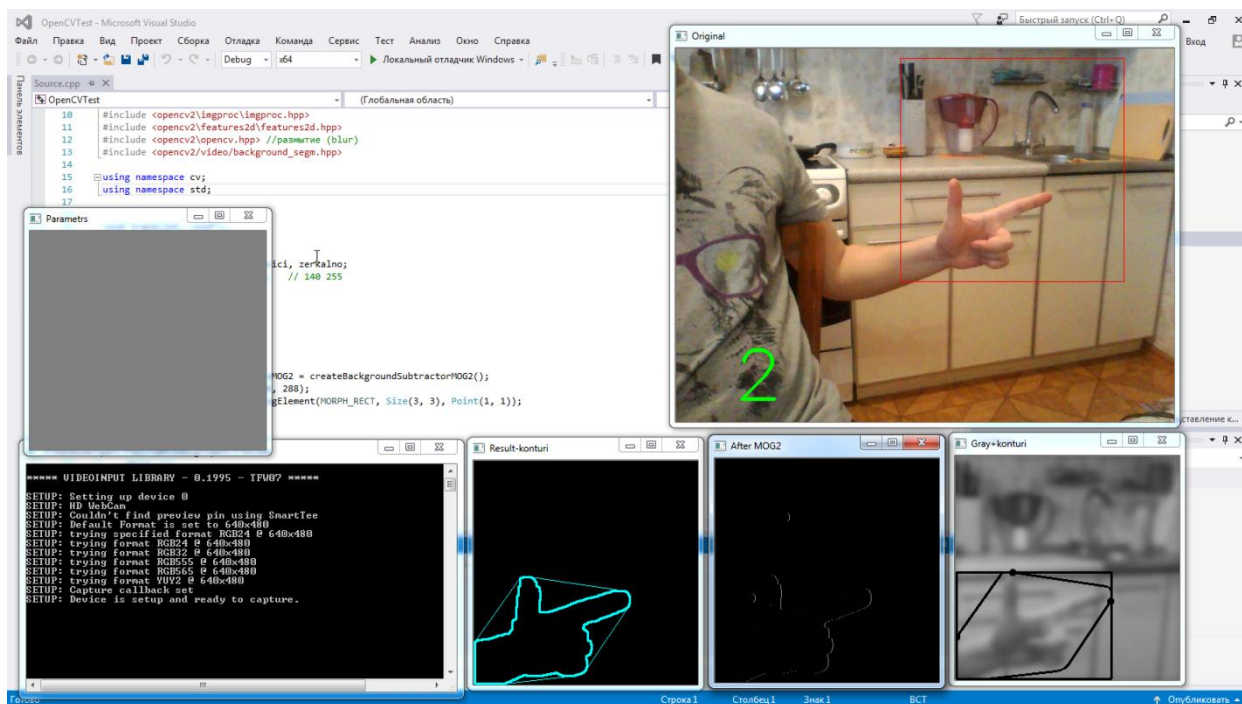 OpenCVTest - Microsoft Visual Studio
Быстрый запуск (Ctrl+Q)
Файл Правка Вид Проект Сборка Отладка Команда Сервис Тест Анализ Окно Справка
Вход
Debug x64 Локальный отладчик Windows
Панель элементов
Source.cpp
OpenCVTest (Глобальная область)
10 #include <opencv2\imgproc\imgproc.hpp>
11 #include <opencv2/features2d\features2d.hpp>
12 #include <opencv2\opencv.hpp> //размытие (blur)
13 #include <opencv2/video/background_segm.hpp>
14
15 using namespace cv;
16 using namespace std;
17
ici, zerkalno;
// 140 255
MOG2 = createBackgroundSubtractorMOG2();
, 288);
gElement(MORPH_RECT, Size(3, 3), Point(1, 1));
Parametrs
Original
2
ставление к...
***** VIDEOINPUT LIBRARY - 0.1995 - TFW07 *****
SETUP: Setting up device 0
SETUP: HD WebCam
SETUP: Couldn't find preview pin using SmartTee
SETUP: Default Format is set to 640x480
SETUP: trying specified format RGB24 @ 640x480
SETUP: trying format RGB24 @ 640x480
SETUP: trying format RGB32 @ 640x480
SETUP: trying format RGB555 @ 640x480
SETUP: trying format RGB565 @ 640x480
SETUP: trying format YUY2 @ 640x480
SETUP: Capture callback set
SETUP: Device is setup and ready to capture.
Result-konturi
After MOG2
Gray+konturi
Готово
Строка 1 Столбец 1 Знак 1 ВСТ
Опубликовать